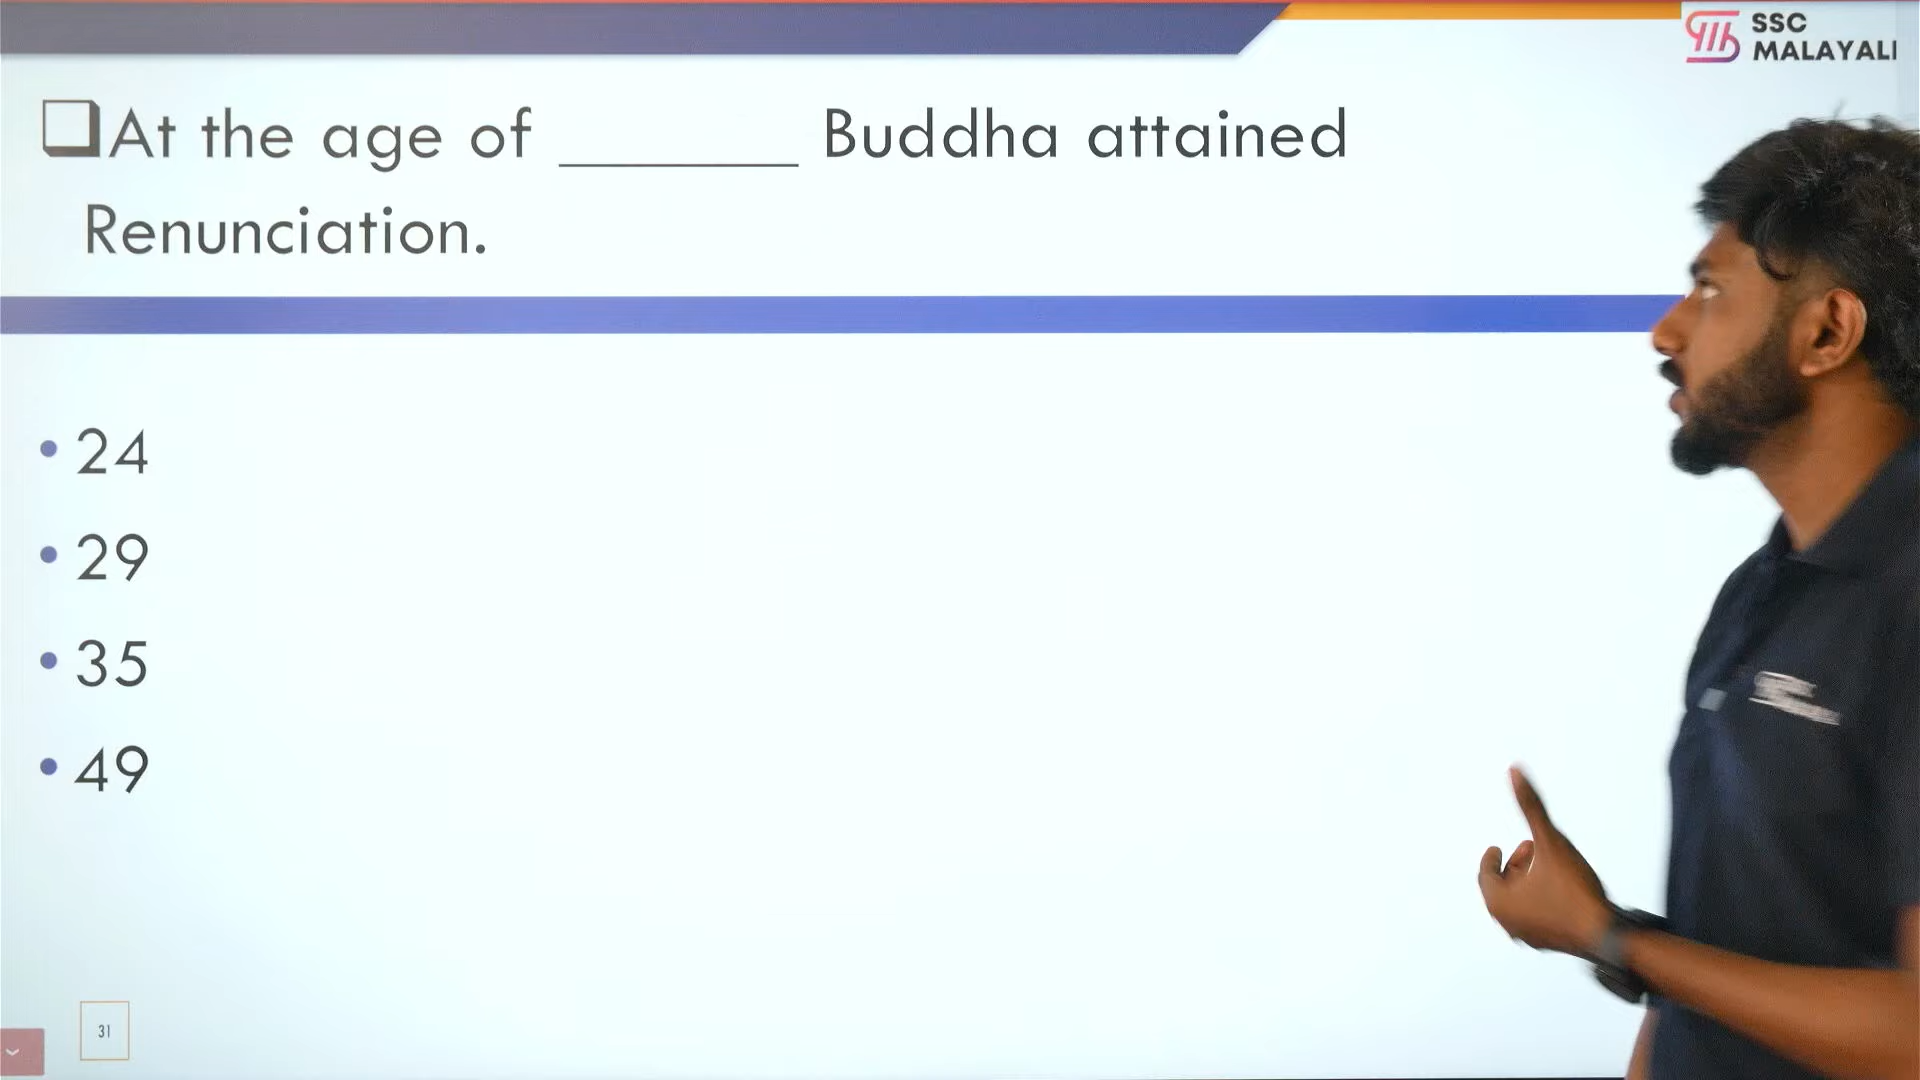 SSC
MALAYALI
At the age of ________ Buddha attained
Renunciation.
• 24
• 29
• 35
• 49
31